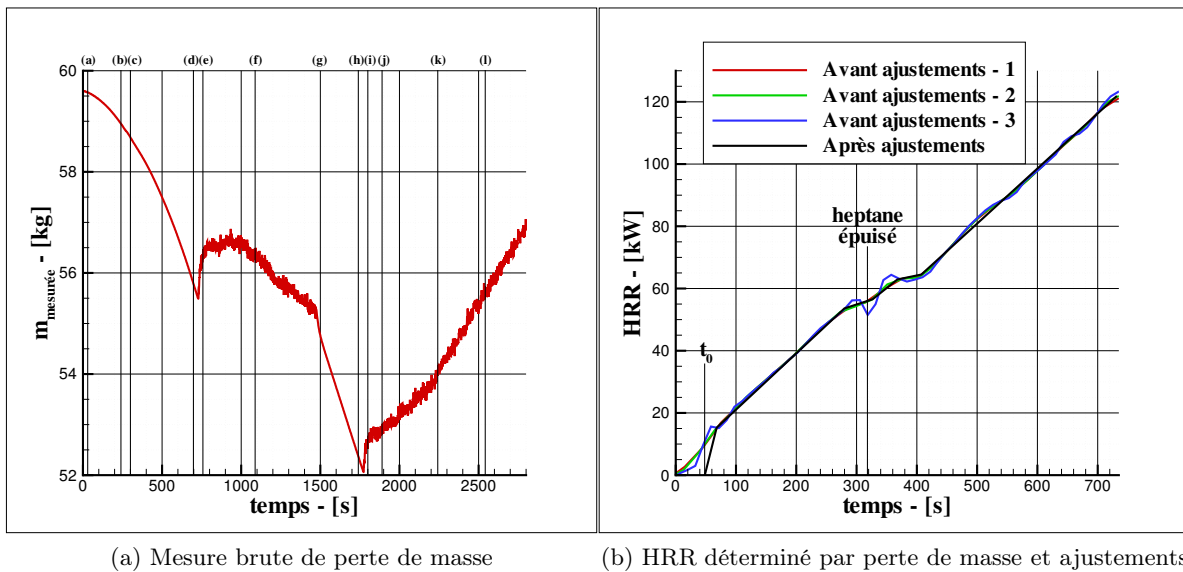 (a) (b) (c) (d) (e) (f) (g) (h) (i) (j) (k) (l)
60
58
56
54
52
m mesurée - [kg]
0 500 1000 1500 2000 2500
temps - [s]
(a) Mesure brute de perte de masse
Avant ajustements - 1
Avant ajustements - 2
Avant ajustements - 3
Après ajustements
heptane
épuisé
t0
120
100
80
60
40
20
0
HRR - [kW]
0 100 200 300 400 500 600 700
temps - [s]
(b) HRR déterminé par perte de masse et ajustements